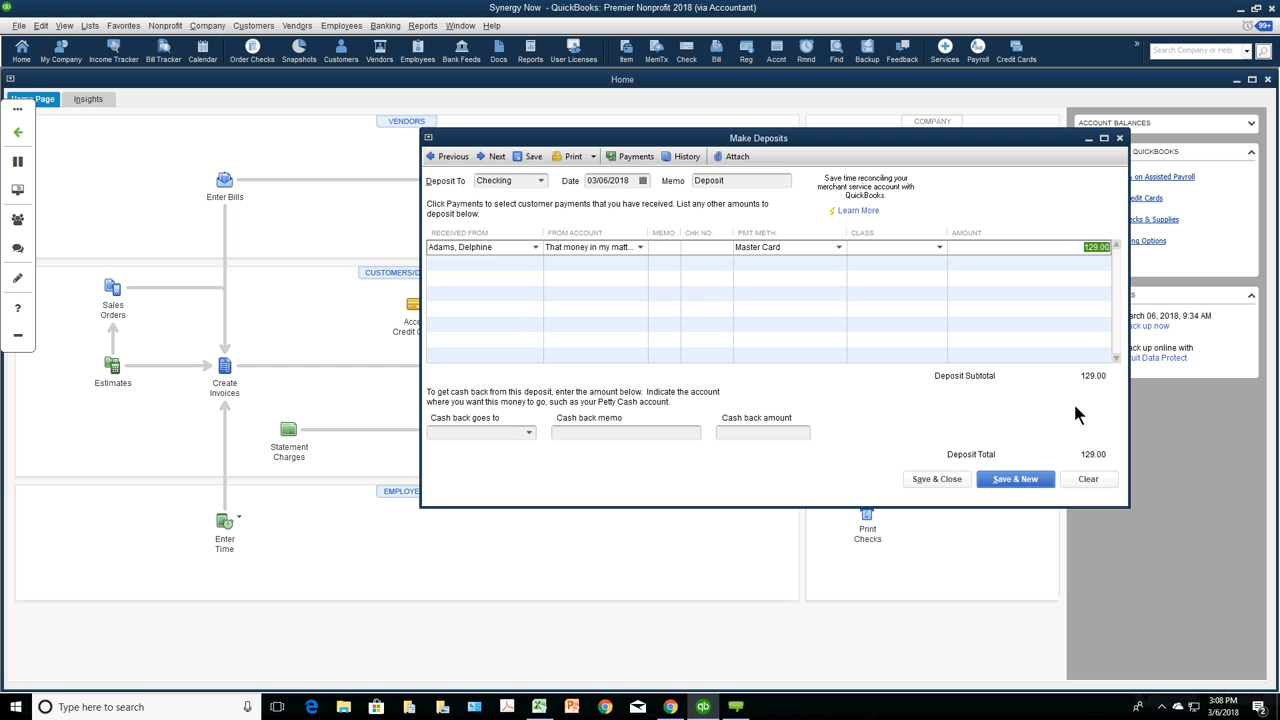 Synergy Now - QuickBooks: Premier Nonprofit 2018 (via Accountant)
File Edit View Lists Favorites Nonprofit Company Customers Vendors Employees Banking Reports Window Help
99+
Home My Company Income Tracker Bill Tracker Calendar Order Checks Snapshots Customers Vendors Employees Bank Feeds Docs Reports User Licenses Item MemTx Check Bill Reg Accnt Rmnd Find Backup Feedback Services Payroll Credit Cards
Search Company or Help
Home
Home Page Insights
VENDORS
COMPANY
ACCOUNT BALANCES
Enter Bills
QUICKBOOKS
on Assisted Payroll
edit Cards
cks & Supplies
ng Options
CUSTOMERS/D
Sales
Orders
Acce
Credit C
Estimates
Create
Invoices
Statement
Charges
EMPLOYE
Enter
Time
Print
Checks
S
arch 06, 2018, 9:34 AM
ack up now
ck up online with
uit Data Protect
Make Deposits
Previous Next Save Print Payments History Attach
Deposit To Checking Date 03/06/2018 Memo Deposit
Save time reconciling your
merchant service account with
QuickBooks.
Learn More
Click Payments to select customer payments that you have received. List any other amounts to
deposit below.
RECEIVED FROM FROM ACCOUNT MEMO CHK NO. PMT METH. CLASS AMOUNT
Adams, Delphine That money in my matt... Master Card 129.00
Deposit Subtotal 129.00
To get cash back from this deposit, enter the amount below. Indicate the account
where you want this money to go, such as your Petty Cash account.
Cash back goes to Cash back memo Cash back amount
Deposit Total 129.00
Save & Close Save & New Clear
Type here to search
3:08 PM
3/6/2018
2